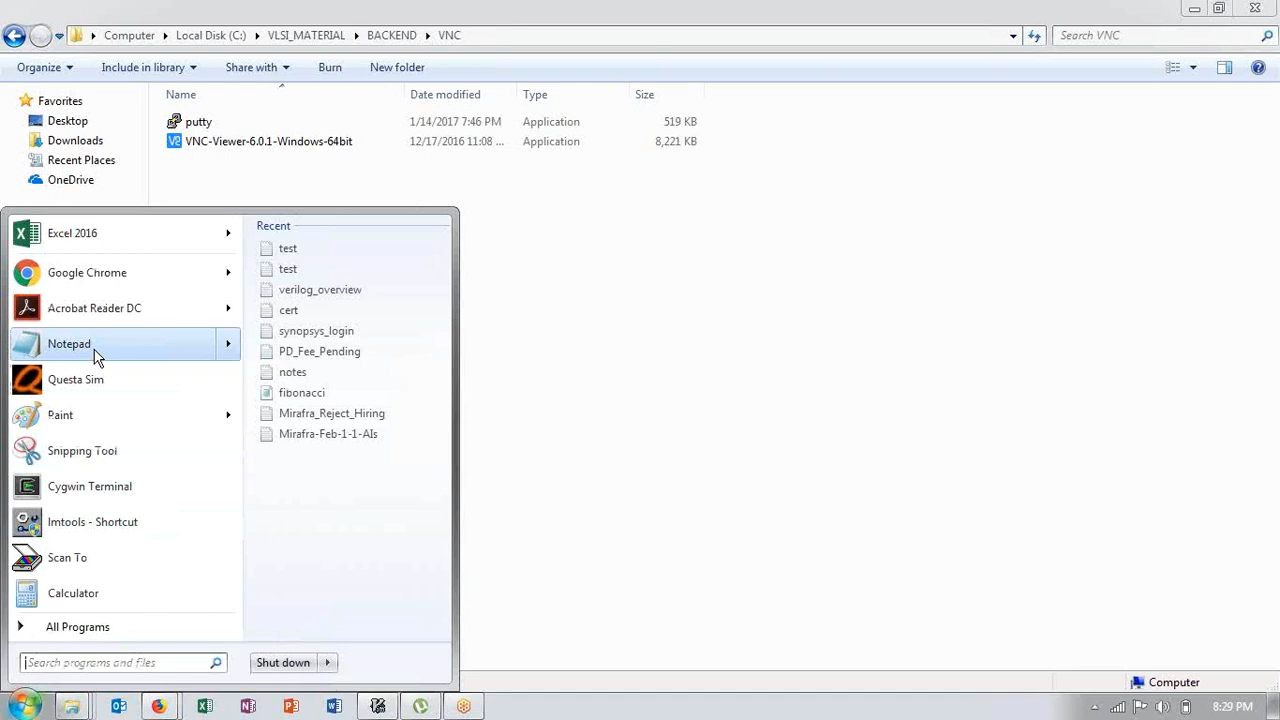 Computer
Local Disk (C:)
VLSI_MATERIAL
BACKEND
VNC
Search VNC
Organize
Include in library
Share with
Burn
New folder
Favorites
Desktop
Downloads
Recent Places
OneDrive
Name
Date modified
Type
Size
putty
1/14/2017 7:46 PM
Application
519 KB
V2
VNC-Viewer-6.0.1-Windows-64bit
12/17/2016 11:08 ...
Application
8,221 KB
Excel 2016
Google Chrome
Acrobat Reader DC
Notepad
Questa Sim
Paint
Snipping Tool
Cygwin Terminal
lmtools - Shortcut
Scan To
Calculator
All Programs
Search programs and files
Recent
test
test
verilog_overview
cert
synopsys_login
PD_Fee_Pending
notes
fibonacci
Mirafra_Reject_Hiring
Mirafra-Feb-1-1-AIs
Shut down
Computer
8:29 PM